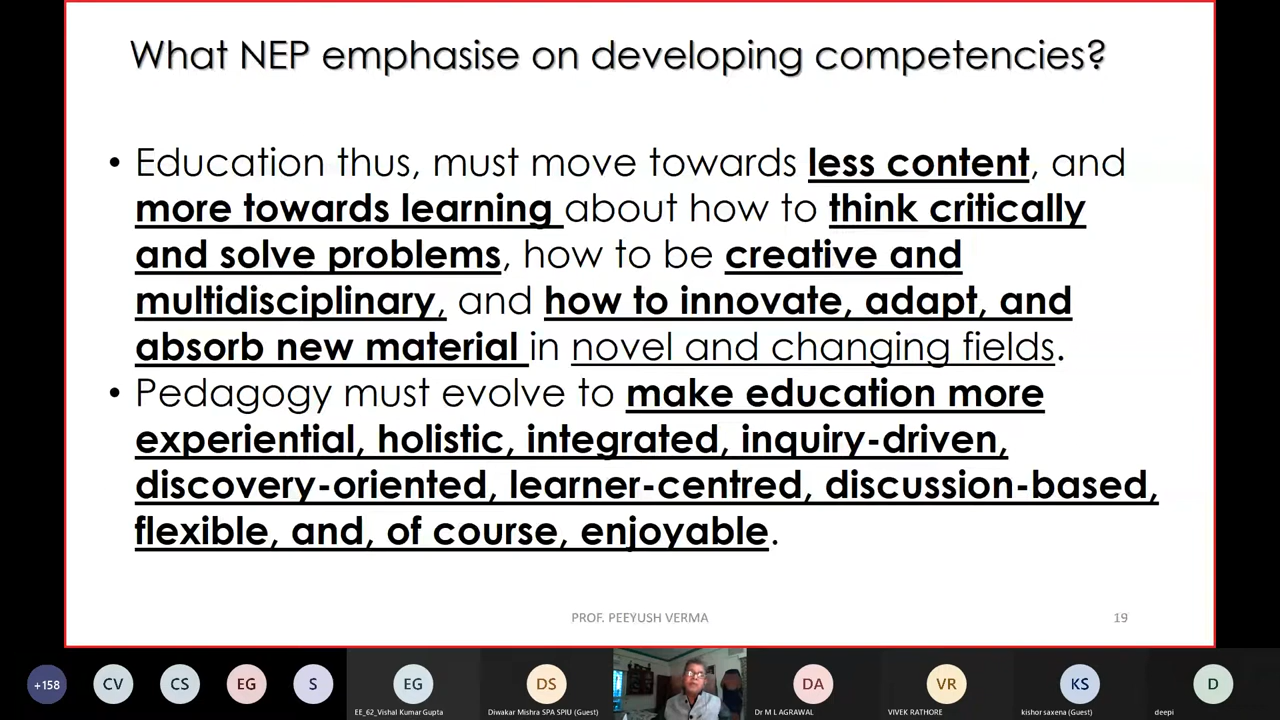 What NEP emphasise on developing competencies?
• Education thus, must move towards less content, and
more towards learning about how to think critically
and solve problems, how to be creative and
multidisciplinary, and how to innovate, adapt, and
absorb new material in novel and changing fields.
• Pedagogy must evolve to make education more
experiential, holistic, integrated, inquiry-driven,
discovery-oriented, learner-centred, discussion-based,
flexible, and, of course, enjoyable.
PROF. PEEYUSH VERMA
19
+158
CV
CS
EG
S
EG
DS
DA
VR
KS
D
EE_62_Vishal Kumar Gupta
Diwakar Mishra SPA SPIU (Guest)
Dr M L AGRAWAL
VIVEK RATHORE
kishor saxena (Guest)
deepi